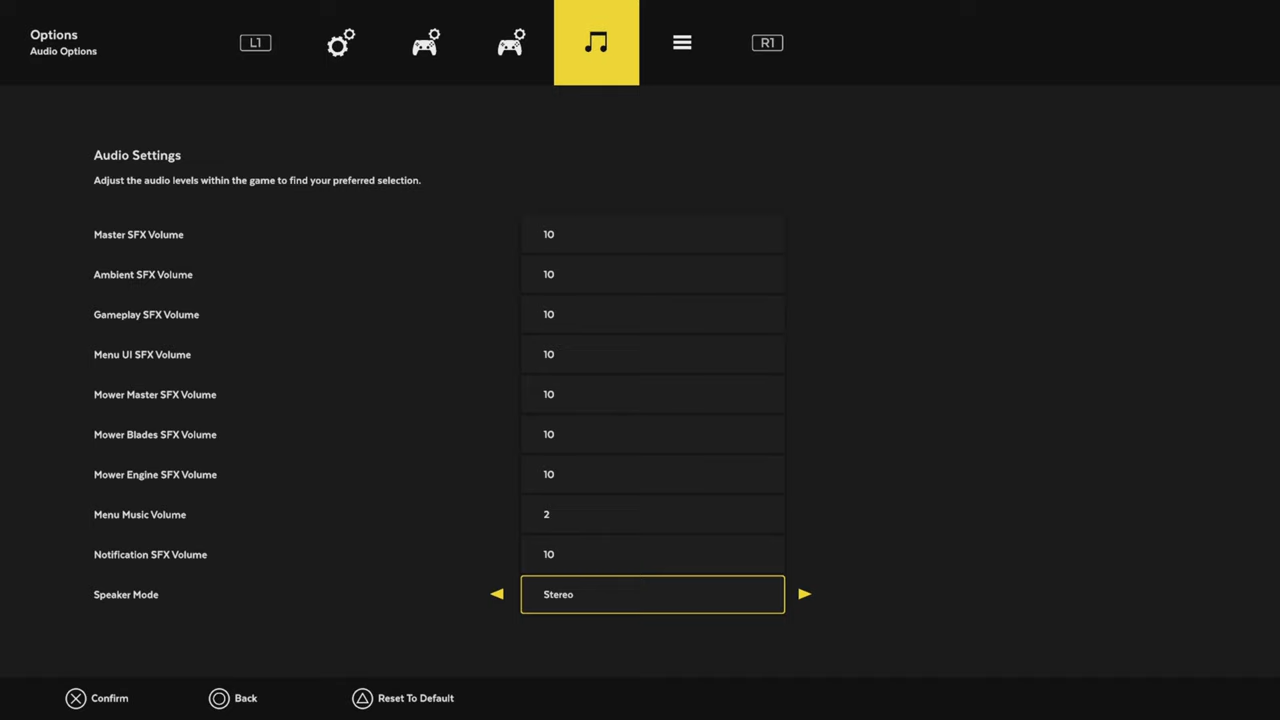 Options
Audio Options
L1
R1
Audio Settings
Adjust the audio levels within the game to find your preferred selection.
Master SFX Volume 10
Ambient SFX Volume 10
Gameplay SFX Volume 10
Menu UI SFX Volume 10
Mower Master SFX Volume 10
Mower Blades SFX Volume 10
Mower Engine SFX Volume 10
Menu Music Volume 2
Notification SFX Volume 10
Speaker Mode Stereo
Confirm Back Reset To Default